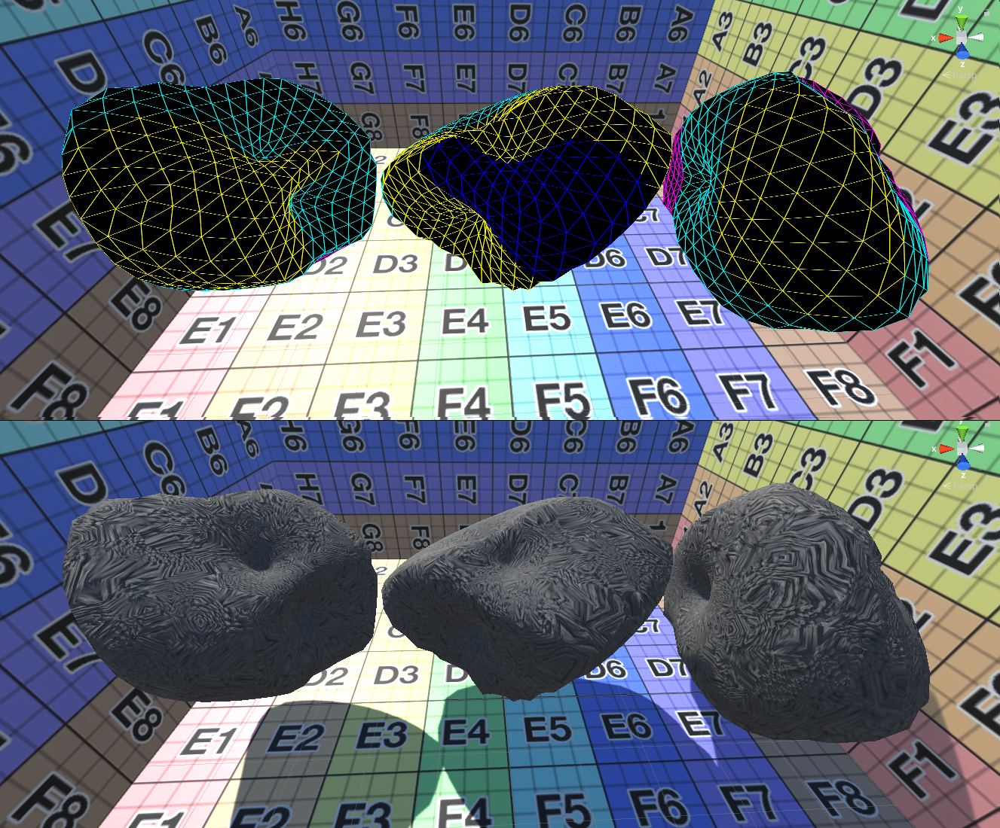 A6 H6 G6 F6 E6 D6 C6 B6 A6 A3
B6 B3
C6 C3
D D3
y
x
z
Persp
H7 G7 F7 E7 D7 C7 B7 A7 A2
E3
G8 F8
E7 C7
D2 D3 D6 D7
E8
E1 E2 E3 E4 E5 E6 E7
F8 F1
F1 F2 F3 F4 F5 F6 F7 F8
A6 H6 G6 F6 E6 D6 C6 B6 A6 A3
B6 B3
C6 C3
D D3
y
x
z
Persp
H7 G7 F7 E7 D7 B7 A7 A2
E3
G8 F8
E7 C7
D2 D3 D6 D7
E8
E1 E2 E3 E4 E5 E6 E7
F8 F1
F1 F2 F3 F4 F5 F6 F7 F8